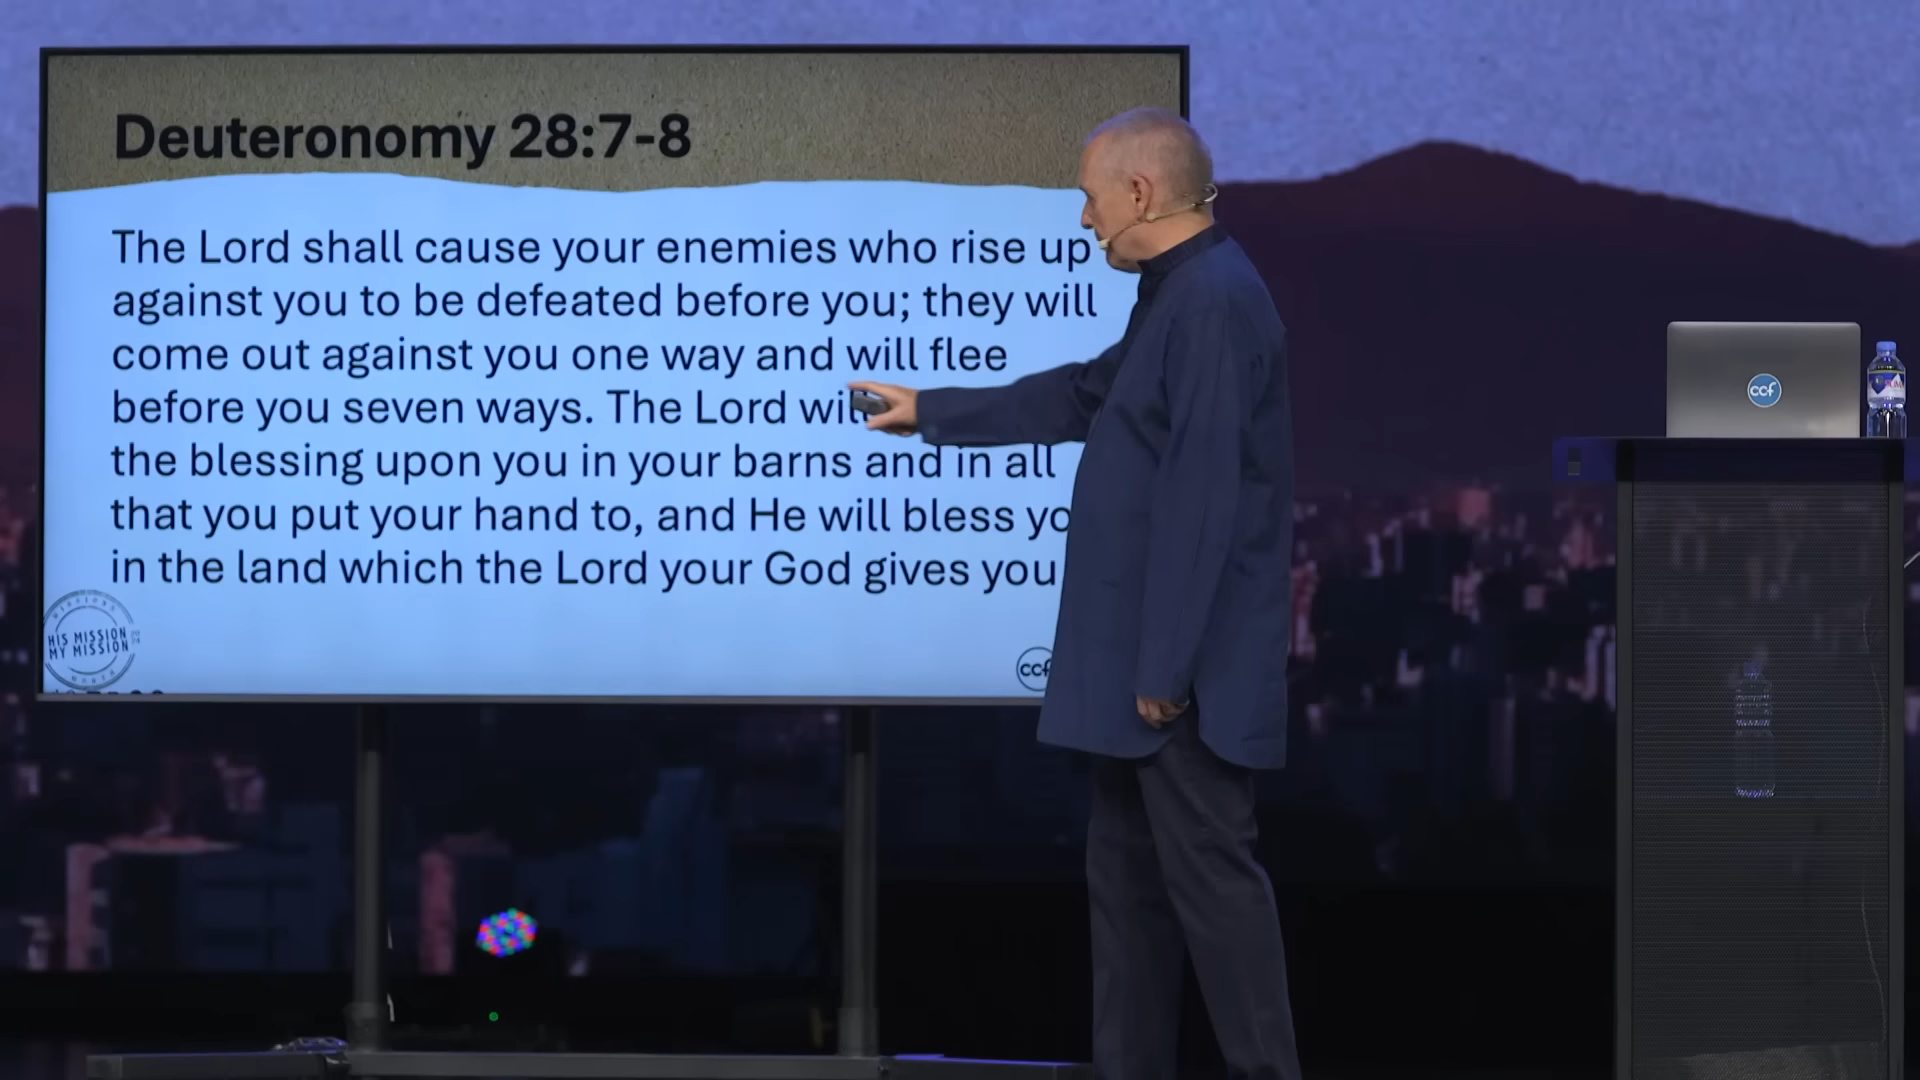 Deuteronomy 28:7-8
The Lord shall cause your enemies who rise up
against you to be defeated before you; they will
come out against you one way and will flee
before you seven ways. The Lord will
the blessing upon you in your barns and in all
that you put your hand to, and He will bless yo
in the land which the Lord your God gives you
HIS MISSION
MY MISSION
ccf
ccf